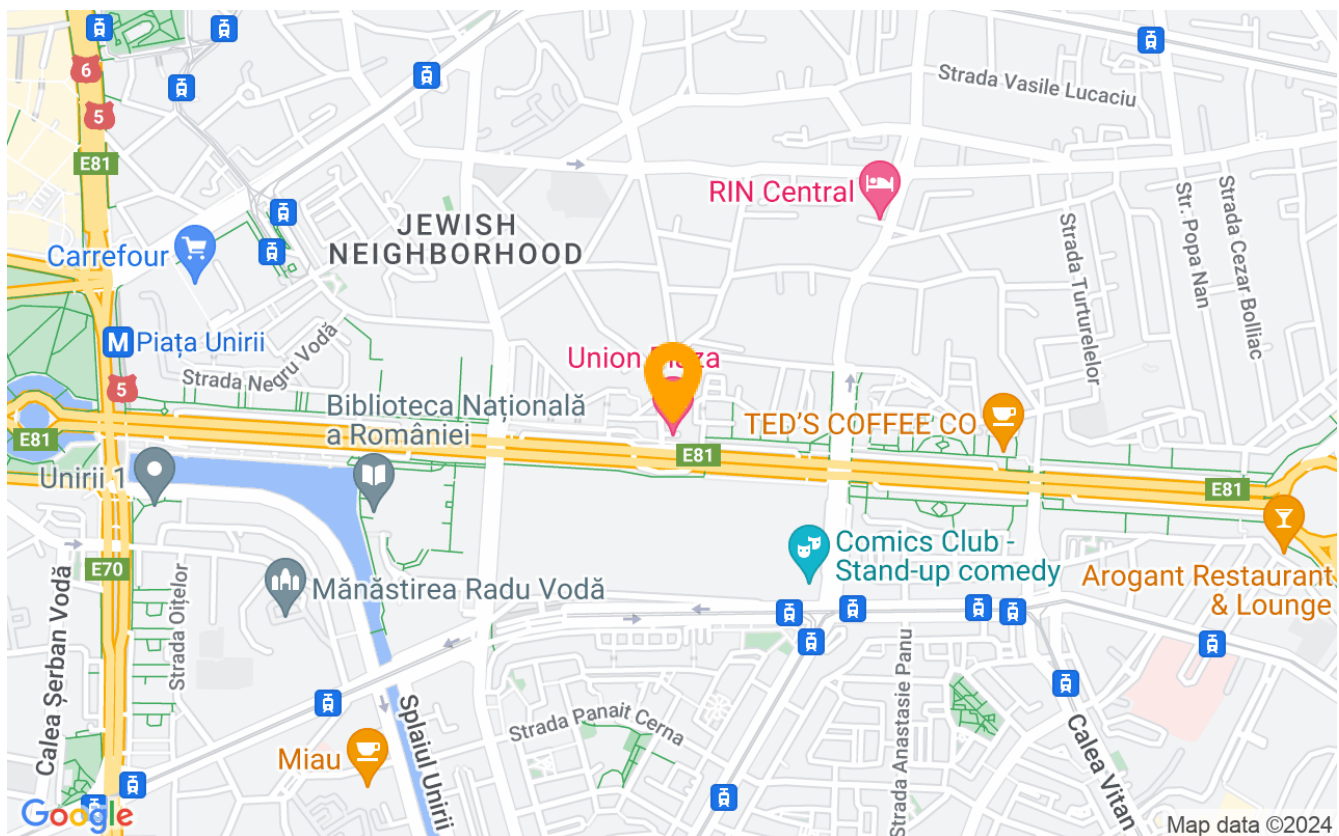 6
5
E81
Strada Vasile Lucaciu
RIN Central
JEWISH
NEIGHBORHOOD
Carrefour
Strada Turturelelor
Str. Popa Nan
Strada Cezar Bolliac
M Piața Unirii
5
Strada Negru Vodă
Union
Biblioteca Națională
a României
TED'S COFFEE CO
E81
E81
E81
Unirii 1
E70
Calea Șerban Vodă
Strada Oiților
Mănăstirea Radu Vodă
Comics Club -
Stand-up comedy
Arogant Restaurant
& Lounge
Splaiul Unirii
Strada Panait Cerna
Strada Anastasie Panu
Calea Vitan
Miau
Google
Map data ©2024